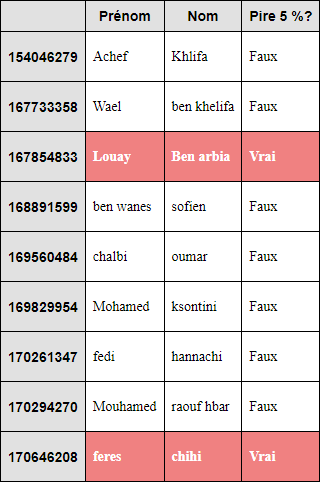 Prénom Nom Pire 5 %?
154046279 Achef Khlifa Faux
167733358 Wael ben khelifa Faux
167854833 Louay Ben arbia Vrai
168891599 ben wanes sofien Faux
169560484 chalbi oumar Faux
169829954 Mohamed ksontini Faux
170261347 fedi hannachi Faux
170294270 Mouhamed raouf hbar Faux
170646208 feres chihi Vrai